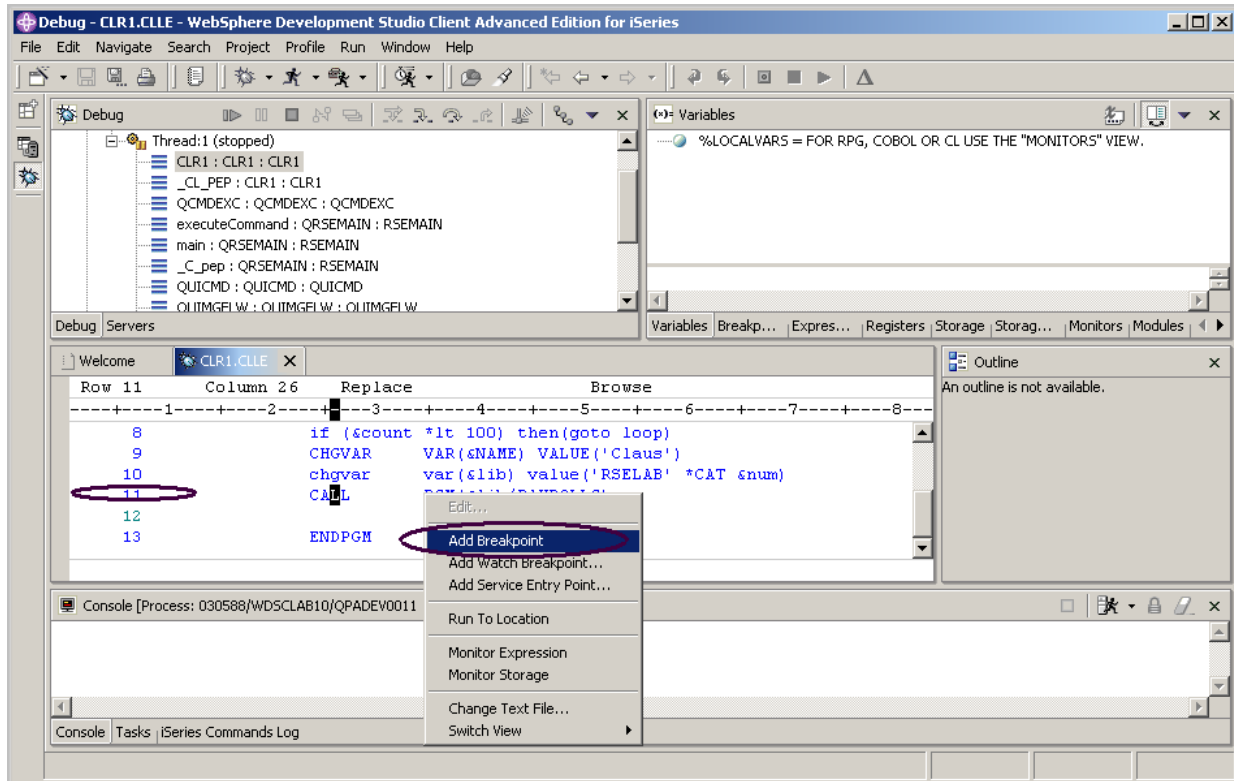 Debug - CLR1.CLLE - WebSphere Development Studio Client Advanced Edition for iSeries
File Edit Navigate Search Project Profile Run Window Help
Debug
Thread:1 (stopped)
CLR1 : CLR1 : CLR1
_CL_PEP : CLR1 : CLR1
QCMDEXC : QCMDEXC : QCMDEXC
executeCommand : QRSEMAIN : RSEMAIN
main : QRSEMAIN : RSEMAIN
_C_pep : QRSEMAIN : RSEMAIN
QUICMD : QUICMD : QUICMD
QUIMGFLW : QUIMGFLW : QUIMGFLW
Debug Servers
(x)= Variables
%LOCALVARS = FOR RPG, COBOL OR CL USE THE "MONITORS" VIEW.
Variables Breakp... Expres... Registers Storage Storag... Monitors Modules
Welcome CLR1.CLLE
Row 11 Column 26 Replace Browse
----+----1----+----2----+----3----+----4----+----5----+----6----+----7----+----8---
8 if (&count *lt 100) then(goto loop)
9 CHGVAR VAR(&NAME) VALUE('Claus')
10 chgvar var(&lib) value('RSELAB' *CAT &num)
11 CALL
12
13 ENDPGM
Edit...
Add Breakpoint
Add Watch Breakpoint...
Add Service Entry Point...
Run To Location
Monitor Expression
Monitor Storage
Change Text File...
Switch View
Outline
An outline is not available.
Console [Process: 030588/WDSCLAB10/QPADEV0011
Console Tasks iSeries Commands Log